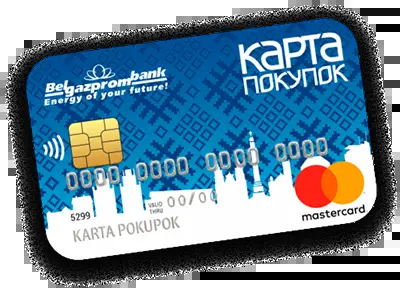 Belgazprombank
Energy of your future!
КАРТА
ПОКУПОК
0000 0000 0000 0000
5299
VALID
THRU
00/00
KARTA POKUPOK
mastercard